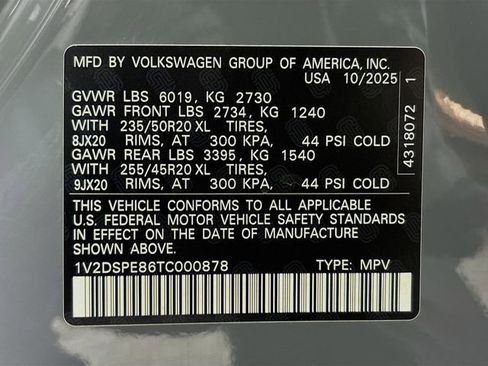 MFD BY VOLKSWAGEN GROUP OF AMERICA, INC.
USA 10/2025
GVWR LBS 6019, KG 2730
GAWR FRONT LBS 2734, KG 1240
WITH 235/50R20 XL TIRES,
8JX20 RIMS, AT 300 KPA, 44 PSI COLD
GAWR REAR LBS 3395, KG 1540
WITH 255/45R20 XL TIRES,
9JX20 RIMS, AT 300 KPA, 44 PSI COLD
THIS VEHICLE CONFORMS TO ALL APPLICABLE
U.S. FEDERAL MOTOR VEHICLE SAFETY STANDARDS
IN EFFECT ON THE DATE OF MANUFACTURE
SHOWN ABOVE.
1V2DSPE86TC000878 TYPE: MPV
4318072 1